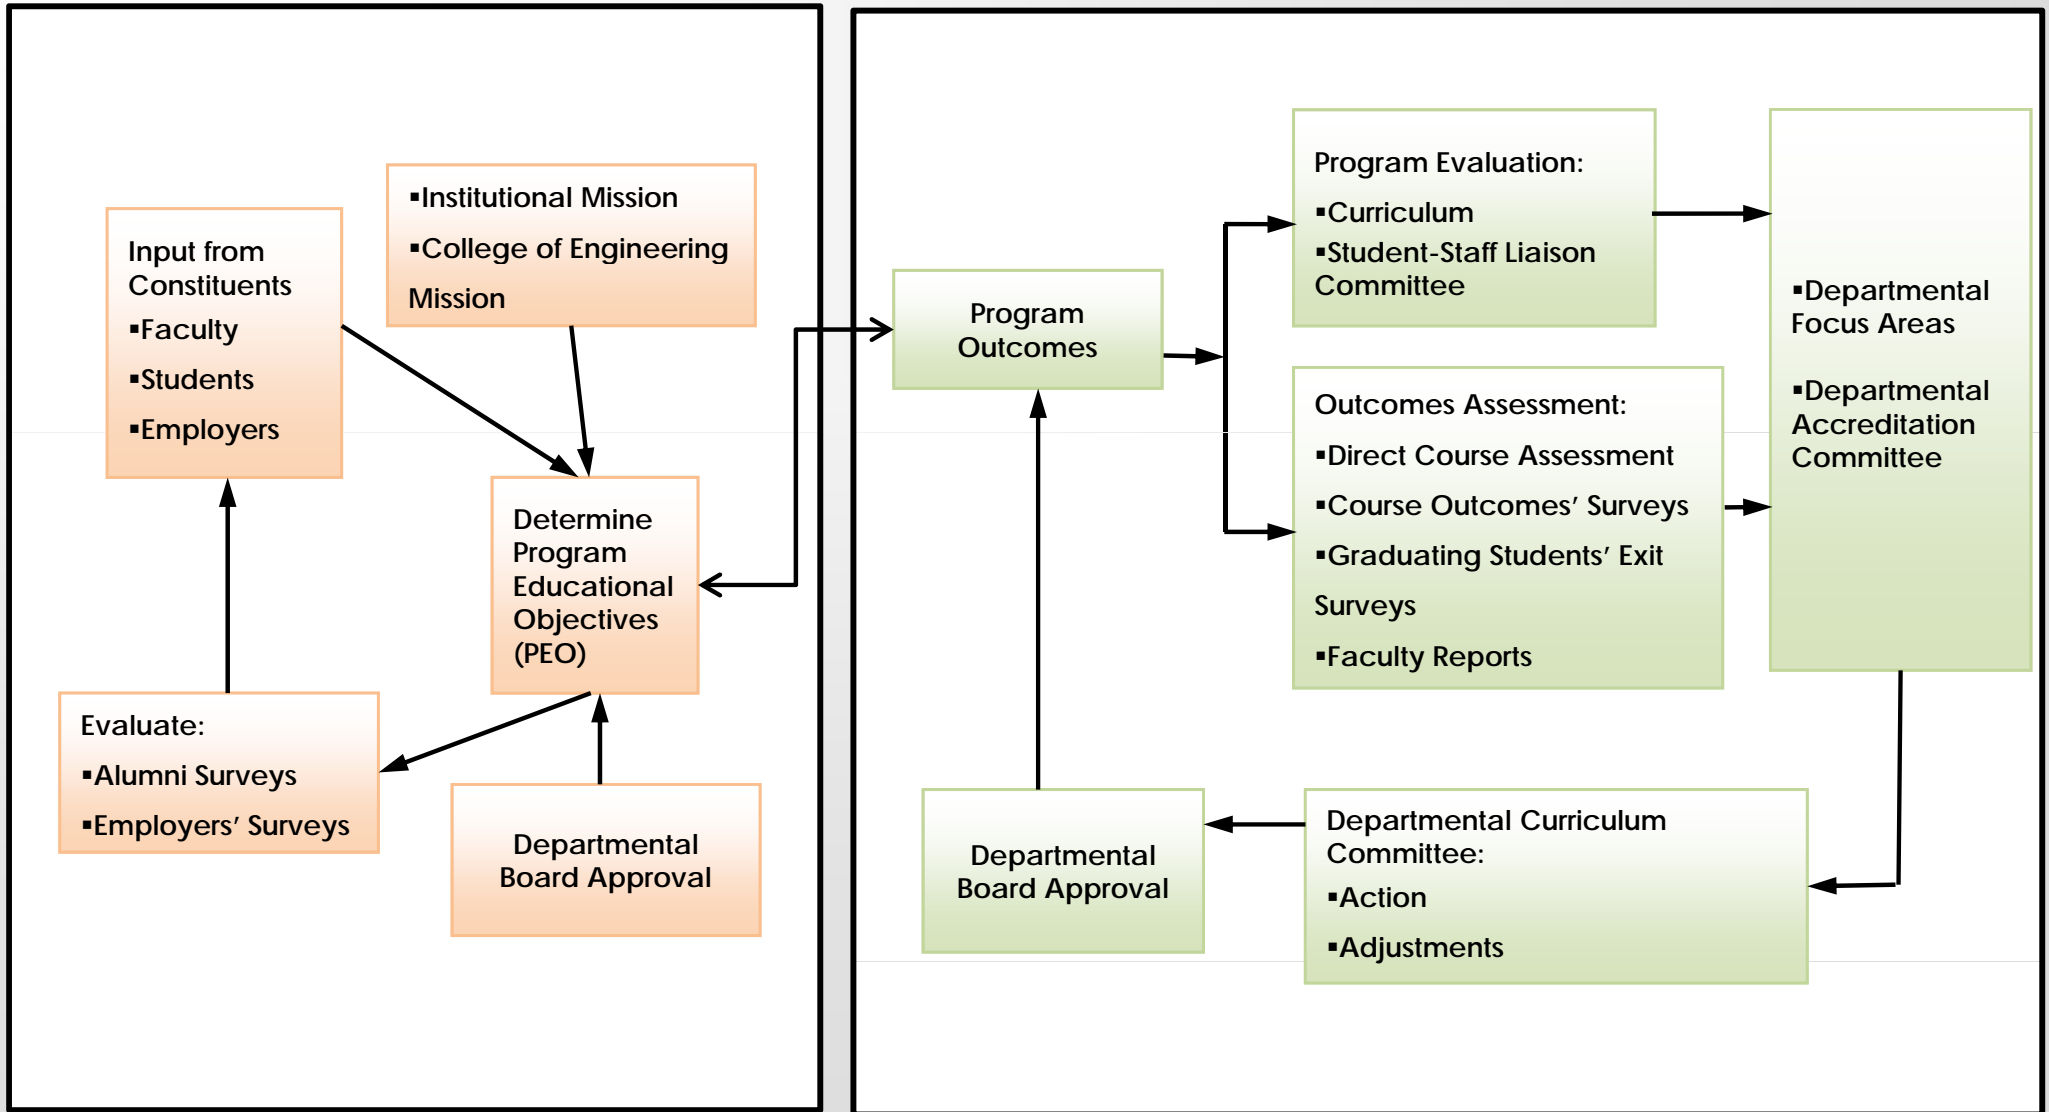 Input from
Constituents
▪Faculty
▪Students
▪Employers
▪Institutional Mission
▪College of Engineering
Mission
Determine
Program
Educational
Objectives
(PEO)
Evaluate:
▪Alumni Surveys
▪Employers’ Surveys
Departmental
Board Approval
Program
Outcomes
Program Evaluation:
▪Curriculum
▪Student-Staff Liaison
Committee
Outcomes Assessment:
▪Direct Course Assessment
▪Course Outcomes’ Surveys
▪Graduating Students’ Exit
Surveys
▪Faculty Reports
▪Departmental
Focus Areas
▪Departmental
Accreditation
Committee
Departmental Curriculum
Committee:
▪Action
▪Adjustments
Departmental
Board Approval